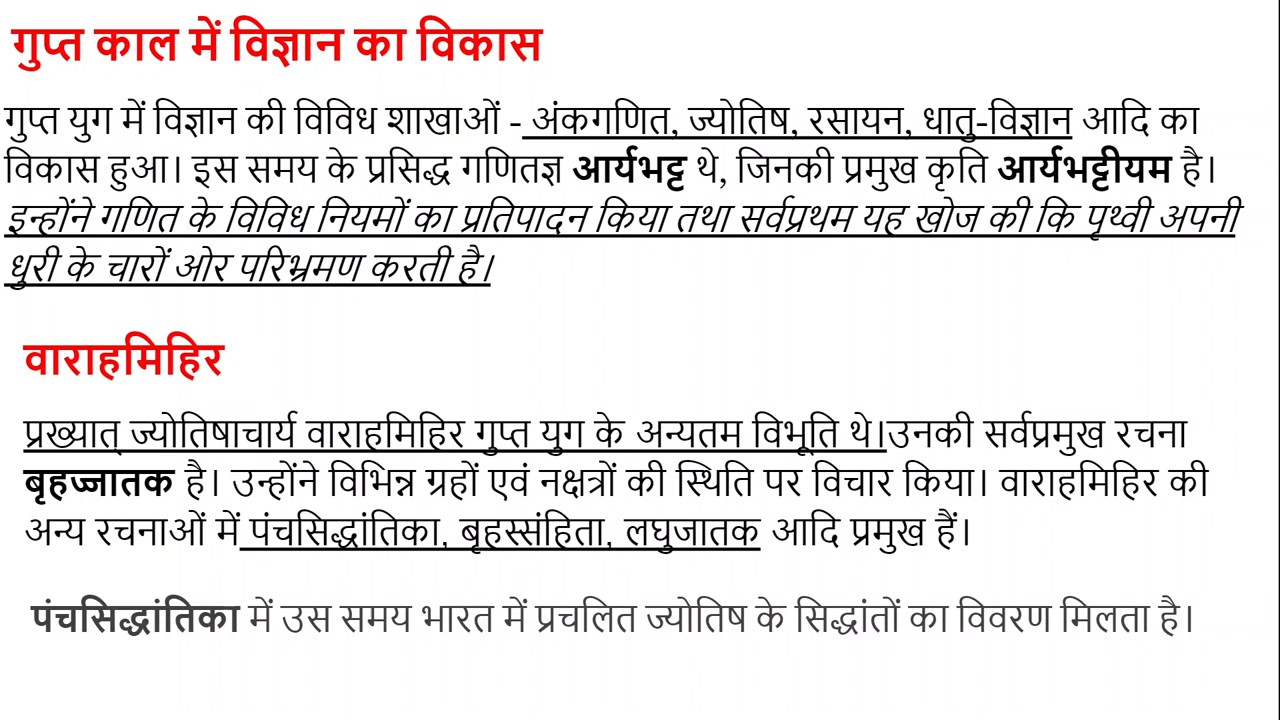 गुप्त काल में विज्ञान का विकास
गुप्त युग में विज्ञान की विविध शाखाओं - अंकगणित, ज्योतिष, रसायन, धातु-विज्ञान आदि का
विकास हुआ। इस समय के प्रसिद्ध गणितज्ञ आर्यभट्ट थे, जिनकी प्रमुख कृति आर्यभट्टीयम है।
इन्होंने गणित के विविध नियमों का प्रतिपादन किया तथा सर्वप्रथम यह खोज की कि पृथ्वी अपनी
धुरी के चारों ओर परिभ्रमण करती है।
वाराहमिहिर
प्रख्यात् ज्योतिषाचार्य वाराहमिहिर गुप्त युग के अन्यतम विभूति थे।उनकी सर्वप्रमुख रचना
बृहज्जातक है। उन्होंने विभिन्न ग्रहों एवं नक्षत्रों की स्थिति पर विचार किया। वाराहमिहिर की
अन्य रचनाओं में पंचसिद्धांतिका, बृहस्संहिता, लघुजातक आदि प्रमुख हैं।
पंचसिद्धांतिका में उस समय भारत में प्रचलित ज्योतिष के सिद्धांतों का विवरण मिलता है।